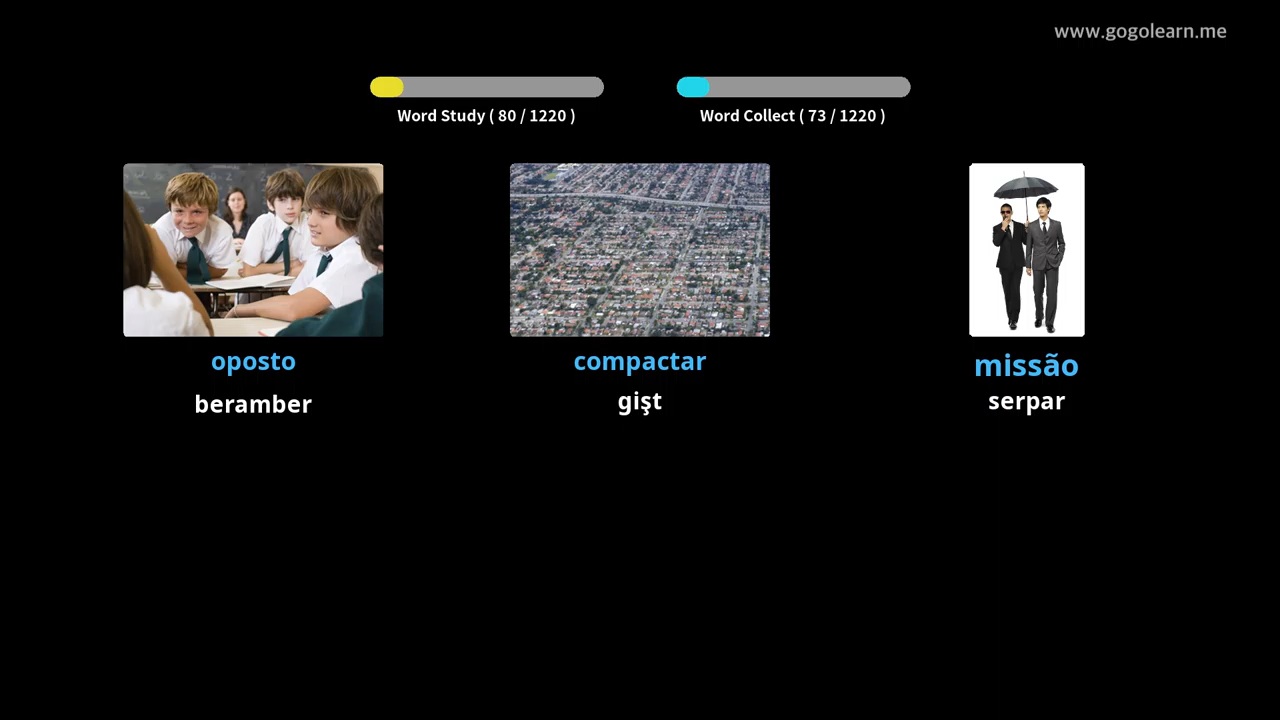 www.gogolearn.me
Word Study ( 80 / 1220 )
Word Collect ( 73 / 1220 )
oposto
compactar
missão
beramber
gişt
serpar